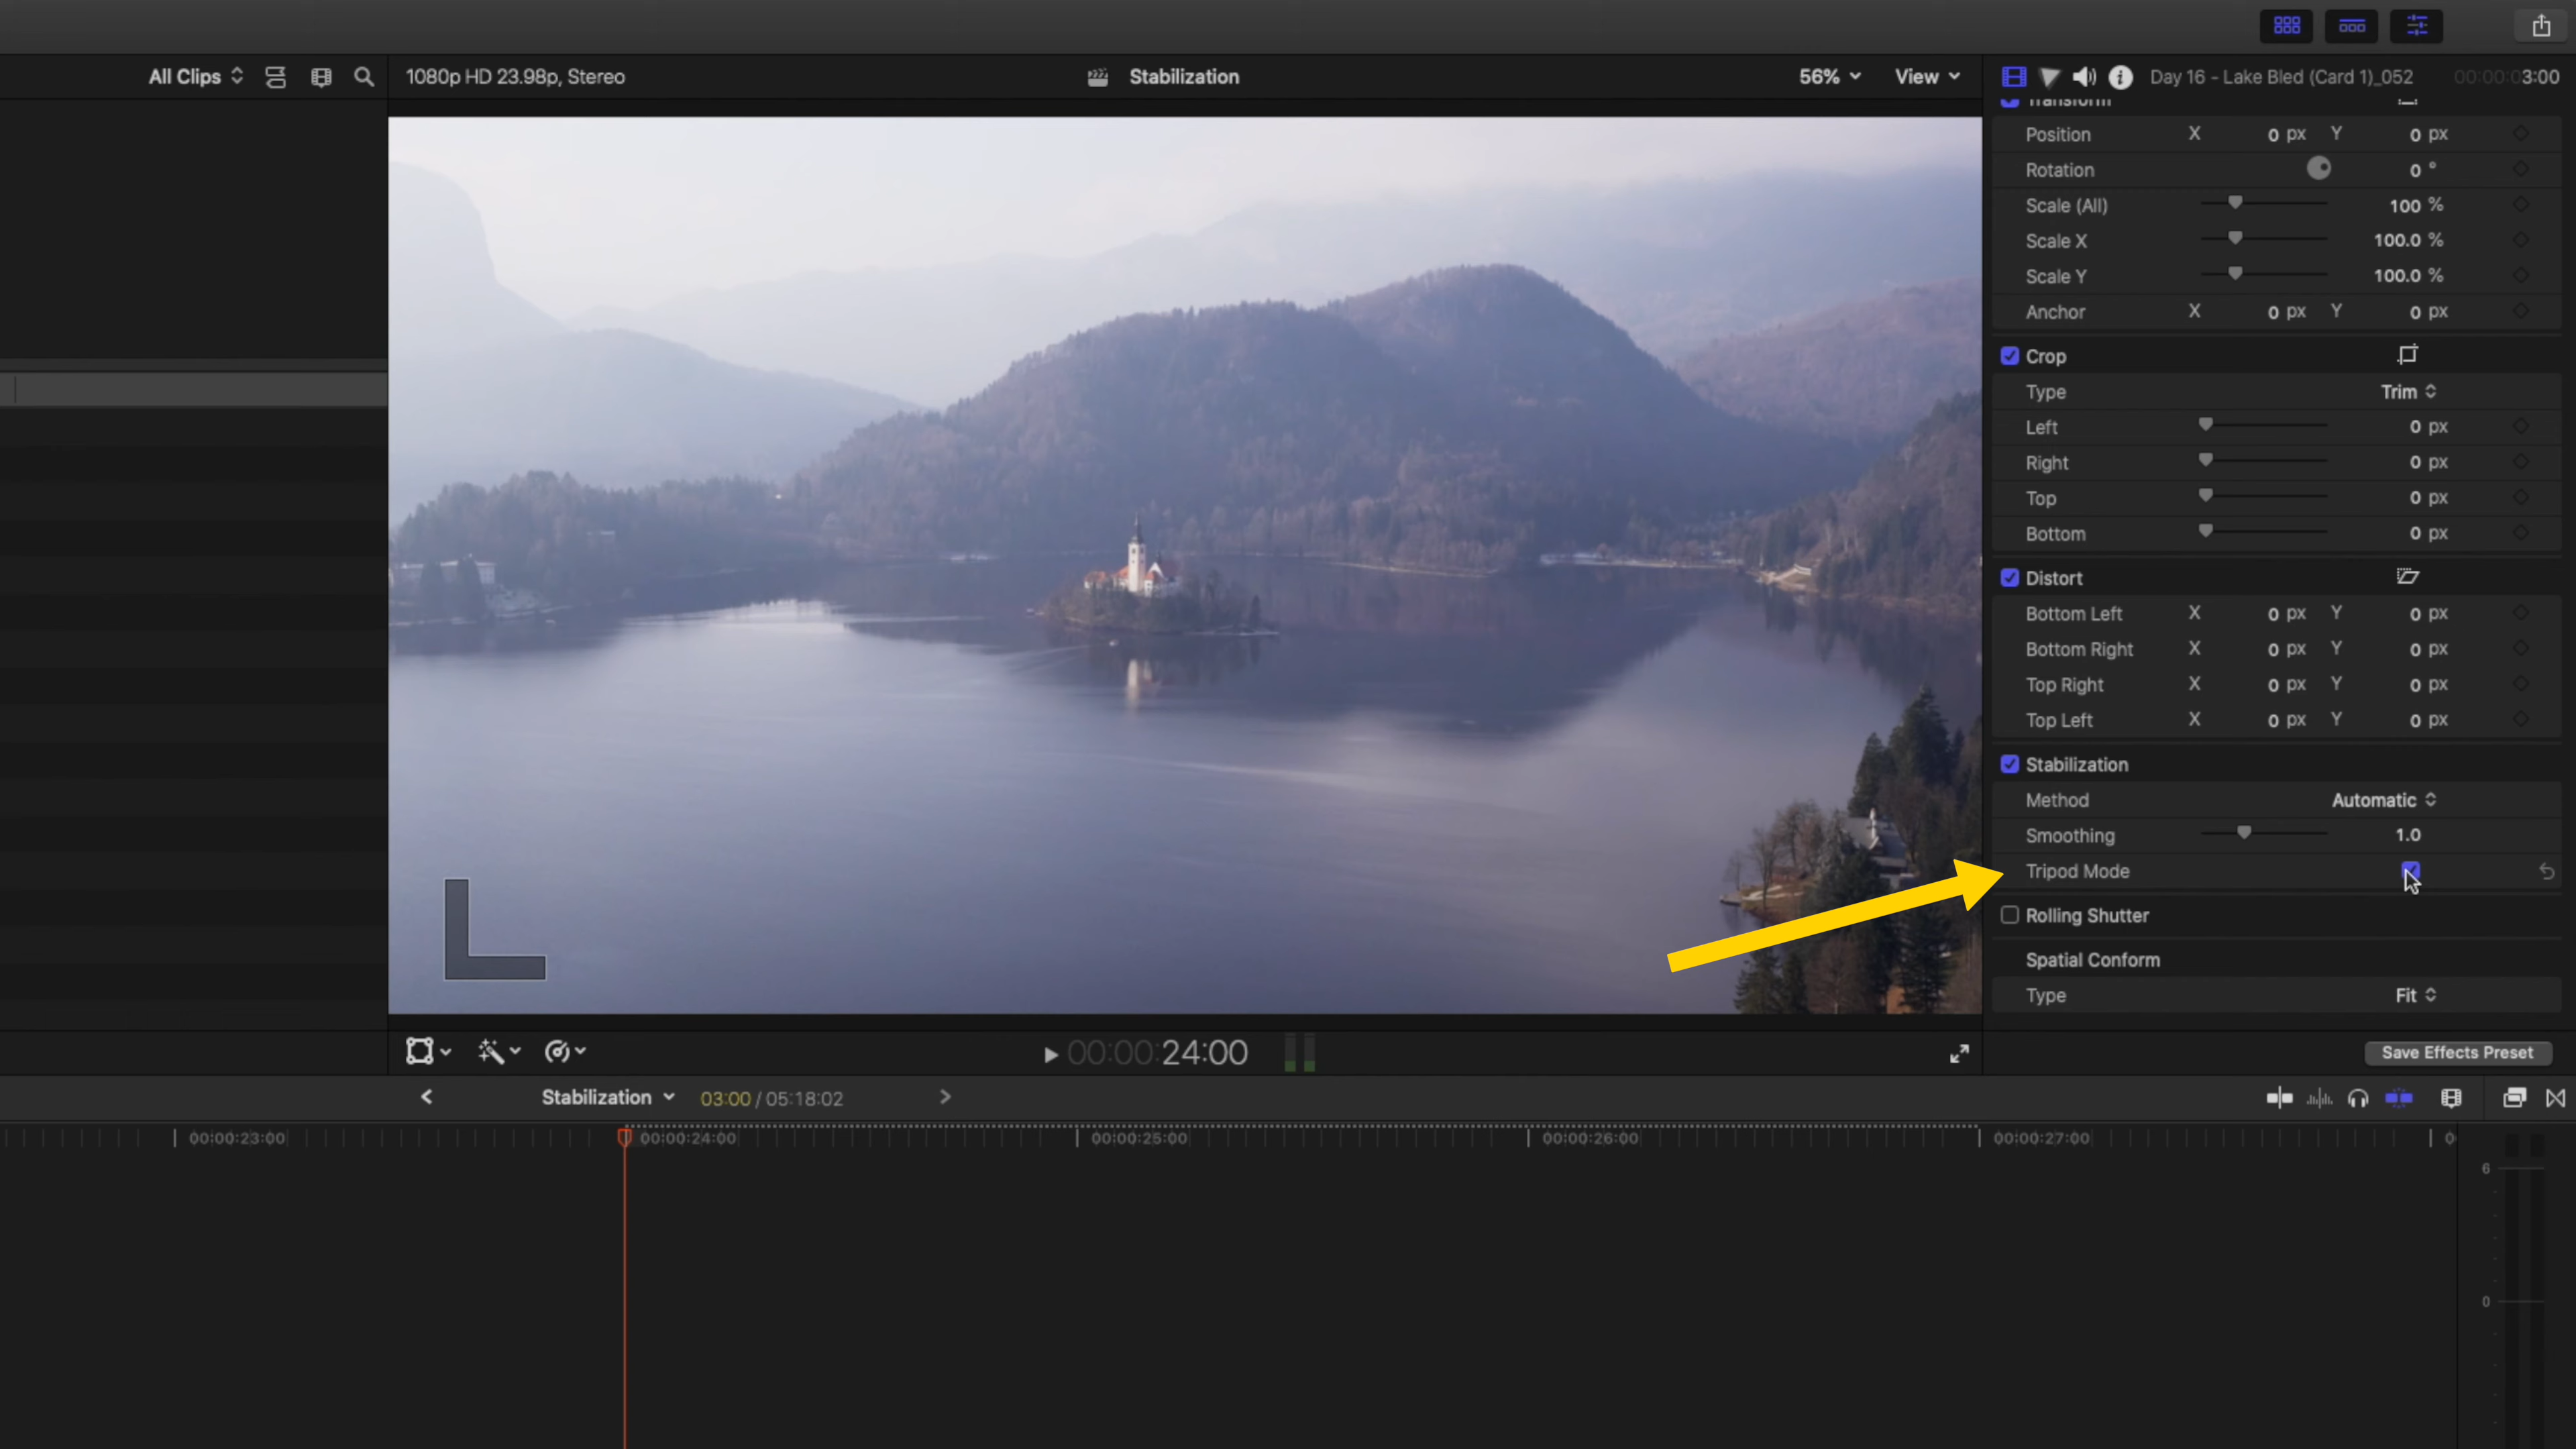 All Clips
1080p HD 23.98p, Stereo
Stabilization
56%
View
Day 16 - Lake Bled (Card 1)_052
00:00:03:00
Transform
Position X 0 px Y 0 px
Rotation 0 °
Scale (All) 100 %
Scale X 100.0 %
Scale Y 100.0 %
Anchor X 0 px Y 0 px
Crop
Type Trim
Left 0 px
Right 0 px
Top 0 px
Bottom 0 px
Distort
Bottom Left X 0 px Y 0 px
Bottom Right X 0 px Y 0 px
Top Right X 0 px Y 0 px
Top Left X 0 px Y 0 px
Stabilization
Method Automatic
Smoothing 1.0
Tripod Mode
Rolling Shutter
Spatial Conform
Type Fit
00:00:24:00
Save Effects Preset
Stabilization
03:00 / 05:18:02
00:00:23:00
00:00:24:00
00:00:25:00
00:00:26:00
00:00:27:00
6
0